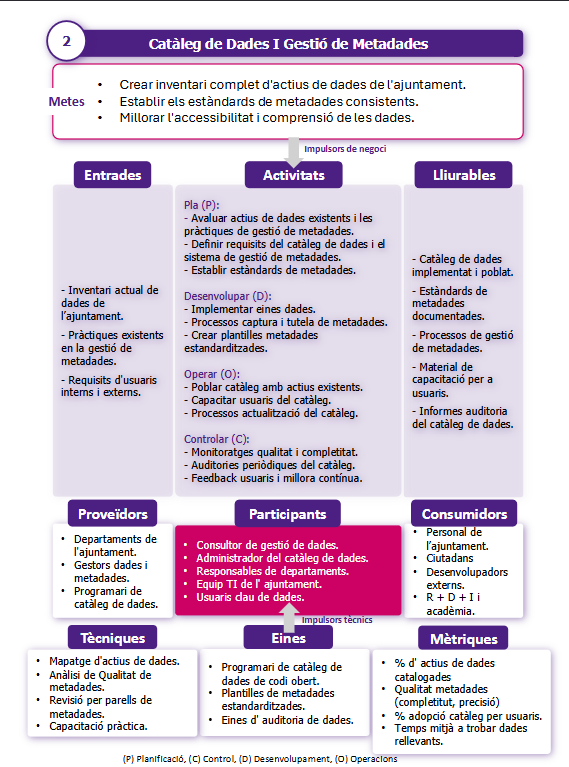 2
Catàleg de Dades I Gestió de Metadades
Metes
• Crear inventari complet d'actius de dades de l'ajuntament.
• Establir els estàndards de metadades consistents.
• Millorar l'accessibilitat i comprensió de les dades.
Impulsors de negoci
Entrades
- Inventari actual de
dades de
l’ajuntament.
- Pràctiques existents
en la gestió de
metadades.
- Requisits d'usuaris
interns i externs.
Activitats
Pla (P):
- Avaluar actius de dades existents i les
pràctiques de gestió de metadades.
- Definir requisits del catàleg de dades i el
sistema de gestió de metadades.
- Establir estàndards de metadades.
Desenvolupar (D):
- Implementar eines dades.
- Processos captura i tutela de metadades.
- Crear plantilles metadades
estandarditzades.
Operar (O):
- Poblar catàleg amb actius existents.
- Capacitar usuaris del catàleg.
- Processos actualització del catàleg.
Controlar (C):
- Monitoratges qualitat i completitat.
- Auditories periòdiques del catàleg.
- Feedback usuaris i millora contínua.
Lliurables
- Catàleg de dades
implementat i poblat.
- Estàndards de
metadades
documentades.
- Processos de gestió
de metadades.
- Material de
capacitació per a
usuaris.
- Informes auditoria
del catàleg de dades.
Proveïdors
• Departaments de
l'ajuntament.
• Gestors dades i
metadades.
• Programari de
catàleg de dades.
Participants
• Consultor de gestió de dades.
• Administrador del catàleg de dades.
• Responsables de departaments.
• Equip TI de l' ajuntament.
• Usuaris clau de dades.
Consumidors
• Personal de
l’ajuntament.
• Ciutadans
• Desenvolupadors
externs.
• R + D + I i
acadèmia.
Impulsors tècnics
Tècniques
• Mapatge d'actius de dades.
• Anàlisi de Qualitat de
metadades.
• Revisió per parells de
metadades.
• Capacitació pràctica.
Eines
• Programari de catàleg de
dades de codi obert.
• Plantilles de metadades
estandarditzades.
• Eines d' auditoria de dades.
Mètriques
• % d' actius de dades
catalogades
• Qualitat metadades
(completitut, precisió)
• % adopció catàleg per usuaris.
• Temps mitjà a trobar dades
rellevants.
(P) Planificació, (C) Control, (D) Desenvolupament, (O) Operacions